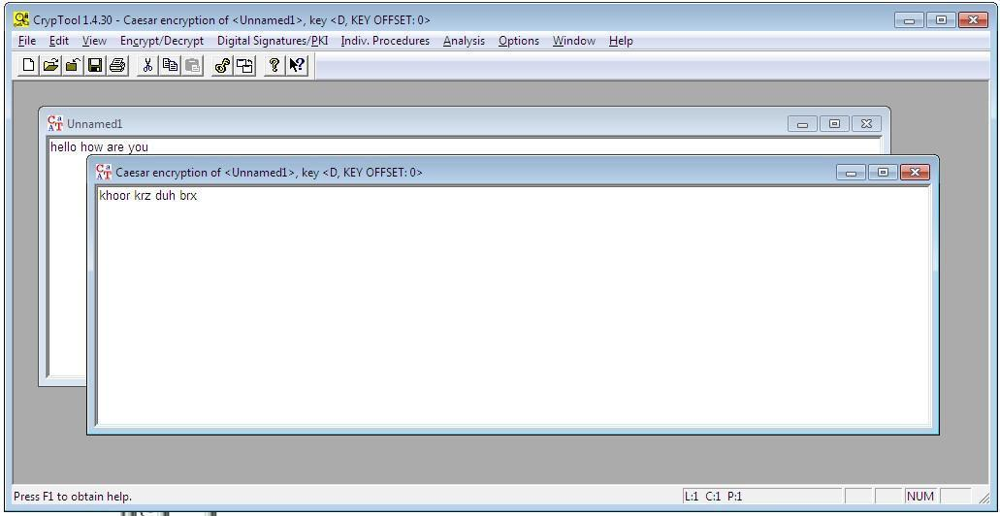 CrypTool 1.4.30 - Caesar encryption of <Unnamed1>, key <D, KEY OFFSET: 0>
File Edit View Encrypt/Decrypt Digital Signatures/PKI Indiv. Procedures Analysis Options Window Help
Unnamed1
hello how are you
Caesar encryption of <Unnamed1>, key <D, KEY OFFSET: 0>
khoor krz duh brx
Press F1 to obtain help. L:1 C:1 P:1 NUM